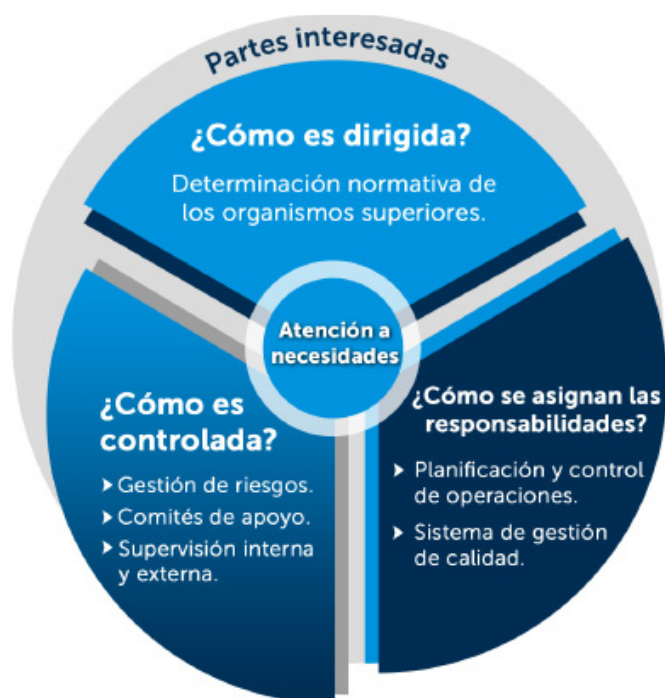 Partes interesadas
¿Cómo es dirigida?
Determinación normativa de
los organismos superiores.
Atención a
necesidades
¿Cómo es
controlada?
Gestión de riesgos.
Comités de apoyo.
Supervisión interna
y externa.
¿Cómo se asignan las
responsabilidades?
Planificación y control
de operaciones.
Sistema de gestión
de calidad.